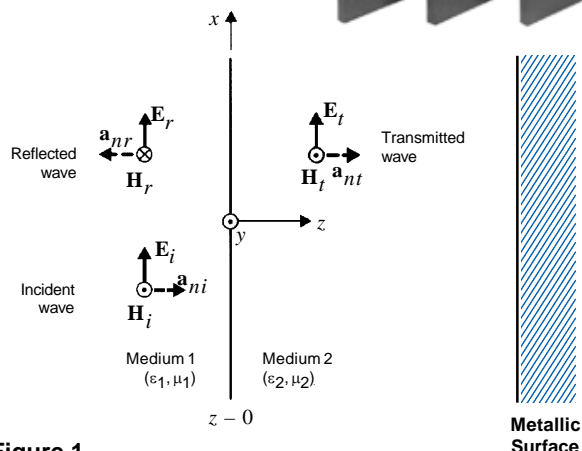 x
E_r
a_nr
Reflected
wave
H_r
E_t
Transmitted
wave
H_t
a_nt
y
z
E_i
a_ni
Incident
wave
H_i
Medium 1
(ε1, μ1)
Medium 2
(ε2, μ2)
z – 0
Metallic
Surface
Figure 1